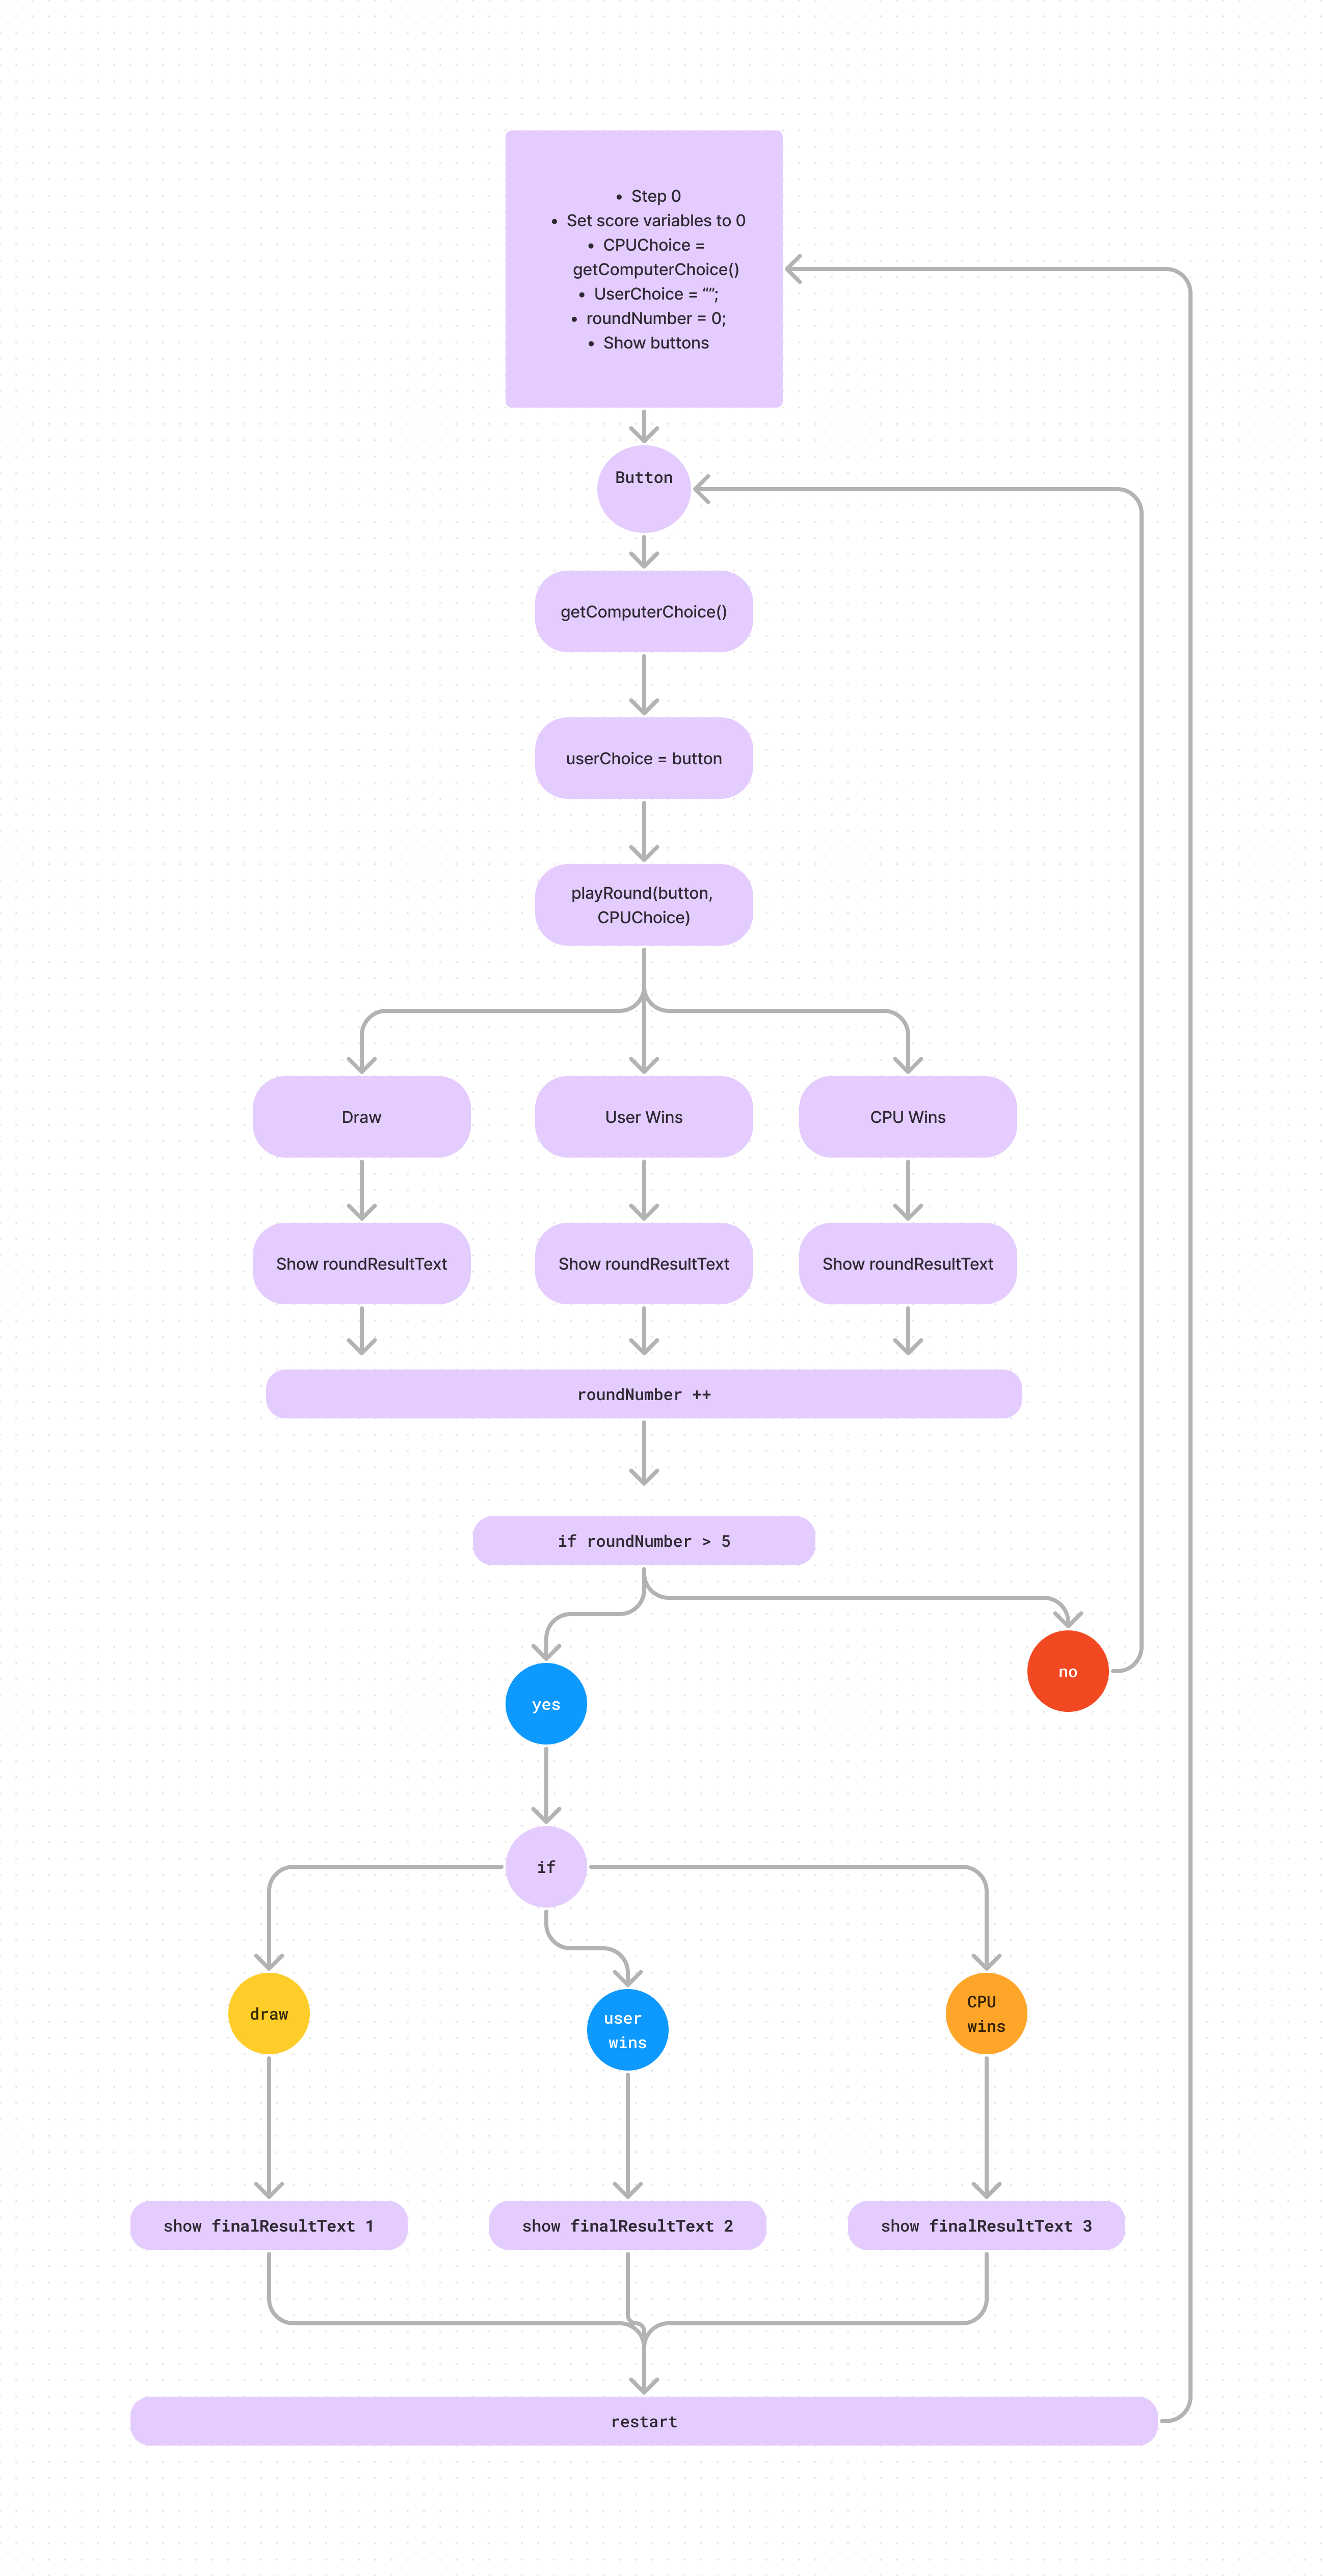 • Step 0
• Set score variables to 0
• CPUChoice =
getComputerChoice()
• UserChoice = “”;
• roundNumber = 0;
• Show buttons
Button
getComputerChoice()
userChoice = button
playRound(button,
CPUChoice)
Draw
User Wins
CPU Wins
Show roundResultText
Show roundResultText
Show roundResultText
roundNumber ++
if roundNumber > 5
no
yes
if
draw
user
wins
CPU
wins
show finalResultText 1
show finalResultText 2
show finalResultText 3
restart